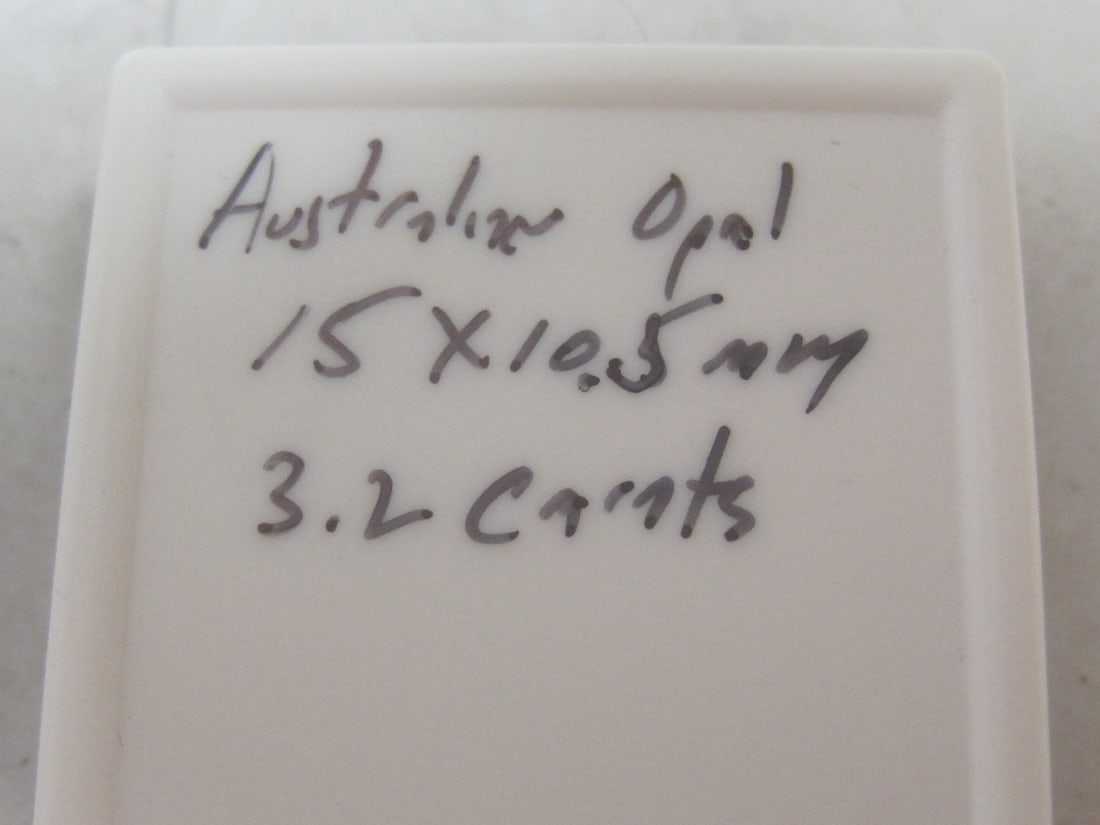 Australian Opal
15 X 10.5 mm
3.2 Carats